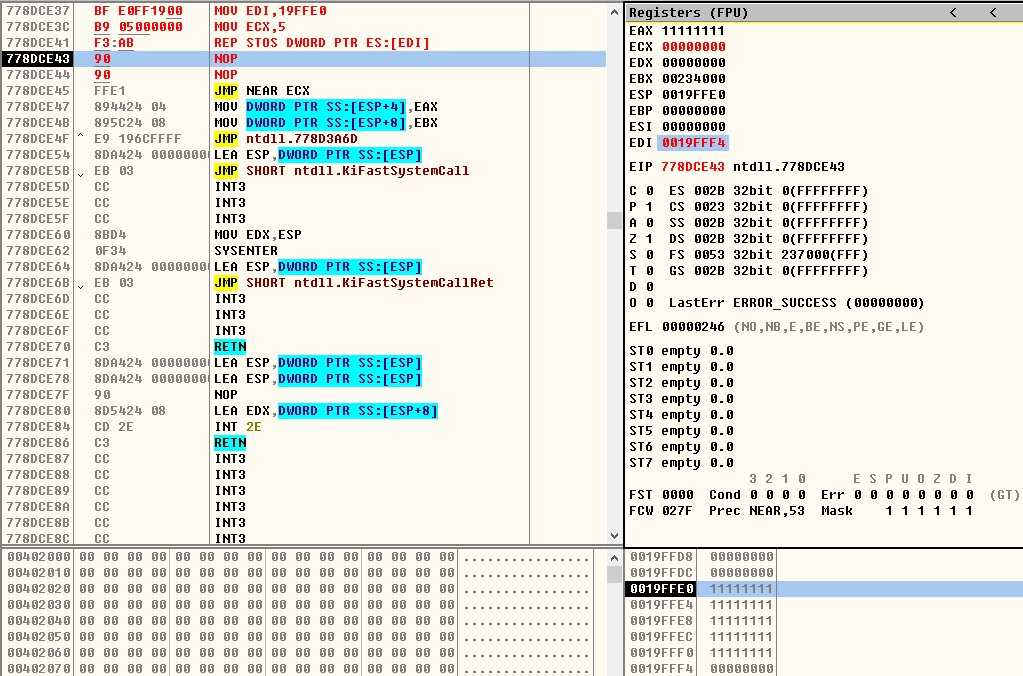 778DCE37 BF E0FF1900 MOV EDI,19FFE0
778DCE3C B9 05000000 MOV ECX,5
778DCE41 F3:AB REP STOS DWORD PTR ES:[EDI]
778DCE43 90 NOP
778DCE44 90 NOP
778DCE45 FFE1 JMP NEAR ECX
778DCE47 894424 04 MOV DWORD PTR SS:[ESP+4],EAX
778DCE4B 895C24 08 MOV DWORD PTR SS:[ESP+8],EBX
778DCE4F ^ E9 196CFFFF JMP ntdll.778D3A6D
778DCE54 8DA424 0000000 LEA ESP,DWORD PTR SS:[ESP]
778DCE5B EB 03 JMP SHORT ntdll.KiFastSystemCall
778DCE5D CC INT3
778DCE5E CC INT3
778DCE5F CC INT3
778DCE60 8BD4 MOV EDX,ESP
778DCE62 0F34 SYSENTER
778DCE64 8DA424 0000000 LEA ESP,DWORD PTR SS:[ESP]
778DCE6B EB 03 JMP SHORT ntdll.KiFastSystemCallRet
778DCE6D CC INT3
778DCE6E CC INT3
778DCE6F CC INT3
778DCE70 C3 RETN
778DCE71 8DA424 0000000 LEA ESP,DWORD PTR SS:[ESP]
778DCE78 8DA424 0000000 LEA ESP,DWORD PTR SS:[ESP]
778DCE7F 90 NOP
778DCE80 8D5424 08 LEA EDX,DWORD PTR SS:[ESP+8]
778DCE84 CD 2E INT 2E
778DCE86 C3 RETN
778DCE87 CC INT3
778DCE88 CC INT3
778DCE89 CC INT3
778DCE8A CC INT3
778DCE8B CC INT3
778DCE8C CC INT3
Registers (FPU) < <
EAX 11111111
ECX 00000000
EDX 00000000
EBX 00234000
ESP 0019FFE0
EBP 00000000
ESI 00000000
EDI 0019FFF4
EIP 778DCE43 ntdll.778DCE43
C 0 ES 002B 32bit 0(FFFFFFFF)
P 1 CS 0023 32bit 0(FFFFFFFF)
A 0 SS 002B 32bit 0(FFFFFFFF)
Z 1 DS 002B 32bit 0(FFFFFFFF)
S 0 FS 0053 32bit 237000(FFF)
T 0 GS 002B 32bit 0(FFFFFFFF)
D 0
O 0 LastErr ERROR_SUCCESS (00000000)
EFL 00000246 (NO,NB,E,BE,NS,PE,GE,LE)
ST0 empty 0.0
ST1 empty 0.0
ST2 empty 0.0
ST3 empty 0.0
ST4 empty 0.0
ST5 empty 0.0
ST6 empty 0.0
ST7 empty 0.0
3 2 1 0 E S P U O Z D I
FST 0000 Cond 0 0 0 0 Err 0 0 0 0 0 0 0 0 (GT)
FCW 027F Prec NEAR,53 Mask 1 1 1 1 1 1
00402000 00 00 00 00 00 00 00 00 00 00 00 00 00 00 00 00 ................
00402010 00 00 00 00 00 00 00 00 00 00 00 00 00 00 00 00 ................
00402020 00 00 00 00 00 00 00 00 00 00 00 00 00 00 00 00 ................
00402030 00 00 00 00 00 00 00 00 00 00 00 00 00 00 00 00 ................
00402040 00 00 00 00 00 00 00 00 00 00 00 00 00 00 00 00 ................
00402050 00 00 00 00 00 00 00 00 00 00 00 00 00 00 00 00 ................
00402060 00 00 00 00 00 00 00 00 00 00 00 00 00 00 00 00 ................
00402070 00 00 00 00 00 00 00 00 00 00 00 00 00 00 00 00 ................
0019FFD8 00000000
0019FFDC 00000000
0019FFE0 11111111
0019FFE4 11111111
0019FFE8 11111111
0019FFEC 11111111
0019FFF0 11111111
0019FFF4 00000000